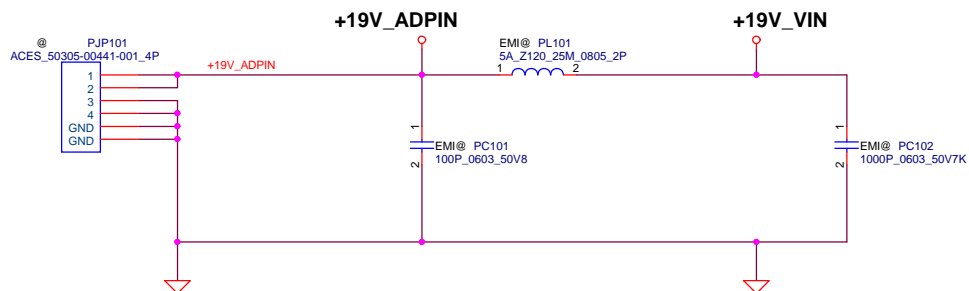 +19V_ADPIN
+19V_VIN
@ PJP101
ACES_50305-00441-001_4P
EMI@ PL101
5A_Z120_25M_0805_2P
+19V_ADPIN
1 2
1
2
3
4
GND
GND
1
EMI@ PC101
100P_0603_50V8
2
1
EMI@ PC102
1000P_0603_50V7K
2